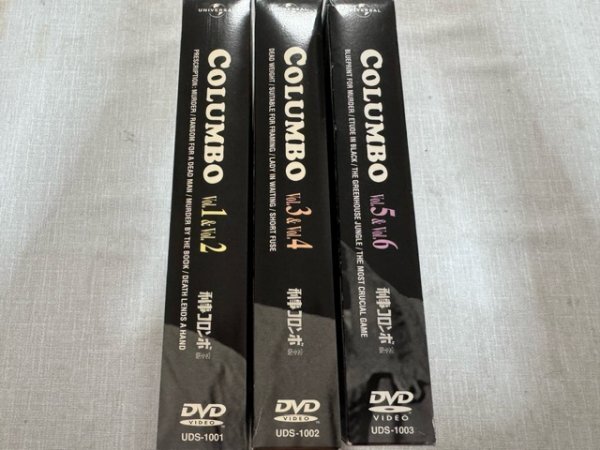 UNIVERSAL
COLUMBO Vol.1 & Vol.2
PRESCRIPTION: MURDER / RANSOM FOR A DEAD MAN / MURDER BY THE BOOK / DEATH LENDS A HAND
刑事コロンボ
DVD
VIDEO
UDS-1001
UNIVERSAL
COLUMBO Vol.3 & Vol.4
DEAD WEIGHT / SUITABLE FOR FRAMING / LADY IN WAITING / SHORT FUSE
刑事コロンボ
DVD
VIDEO
UDS-1002
UNIVERSAL
COLUMBO Vol.5 & Vol.6
BLUEPRINT FOR MURDER / ETUDE IN BLACK / THE GREENHOUSE JUNGLE / THE MOST CRUCIAL GAME
刑事コロンボ
DVD
VIDEO
UDS-1003